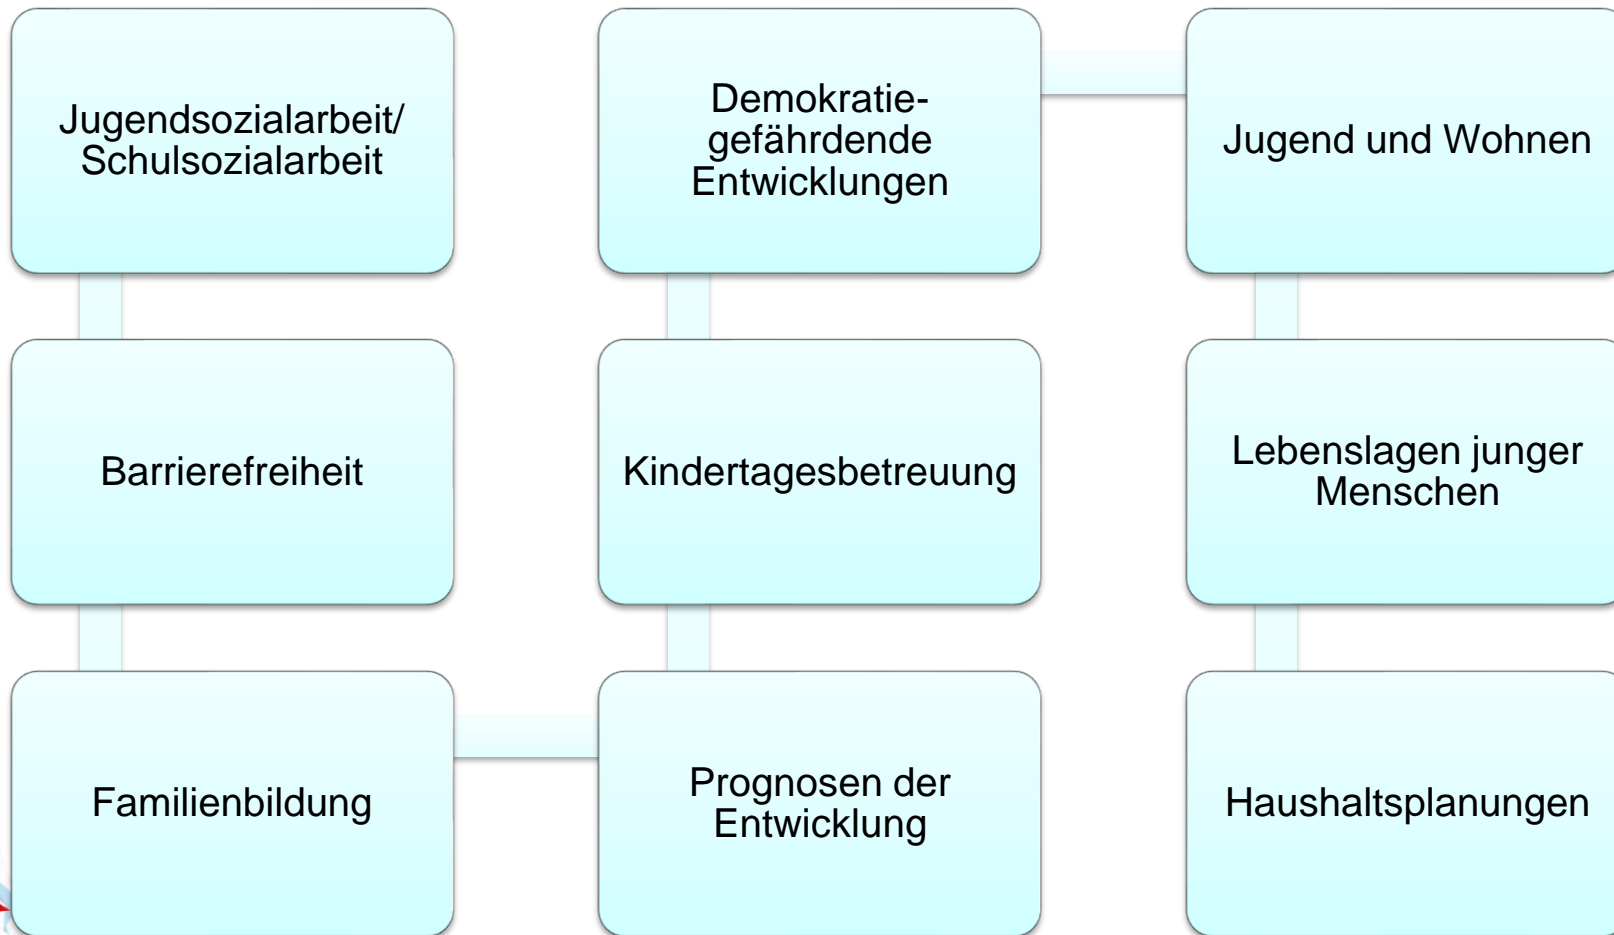 Jugendsozialarbeit/
Schulsozialarbeit
Barrierefreiheit
Familienbildung
Prognosen der
Entwicklung
Kindertagesbetreuung
Demokratie-
gefährdende
Entwicklungen
Jugend und Wohnen
Lebenslagen junger
Menschen
Haushaltsplanungen